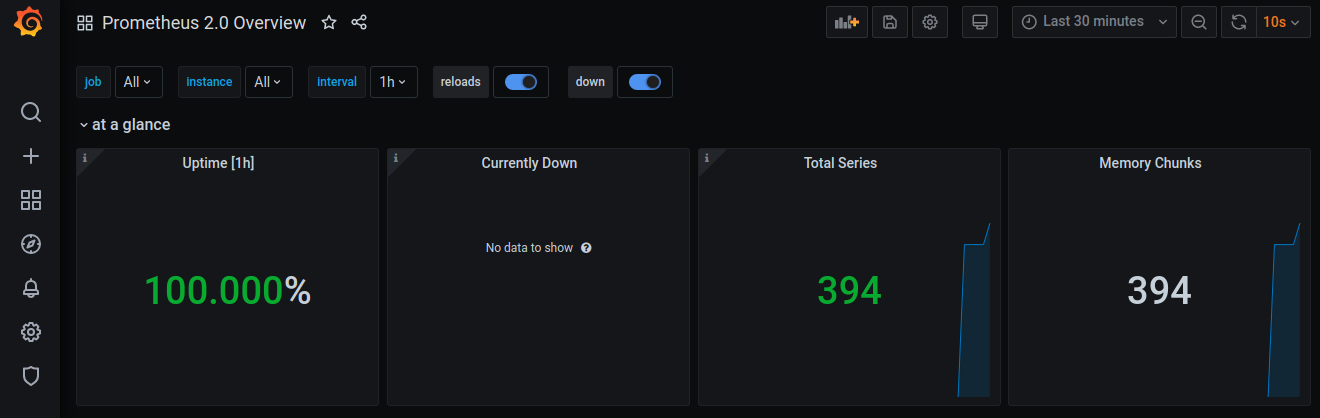 Prometheus 2.0 Overview Last 30 minutes 10s
job All instance All interval 1h reloads down
at a glance
Uptime [1h] Currently Down Total Series Memory Chunks
No data to show
100.000% 394 394